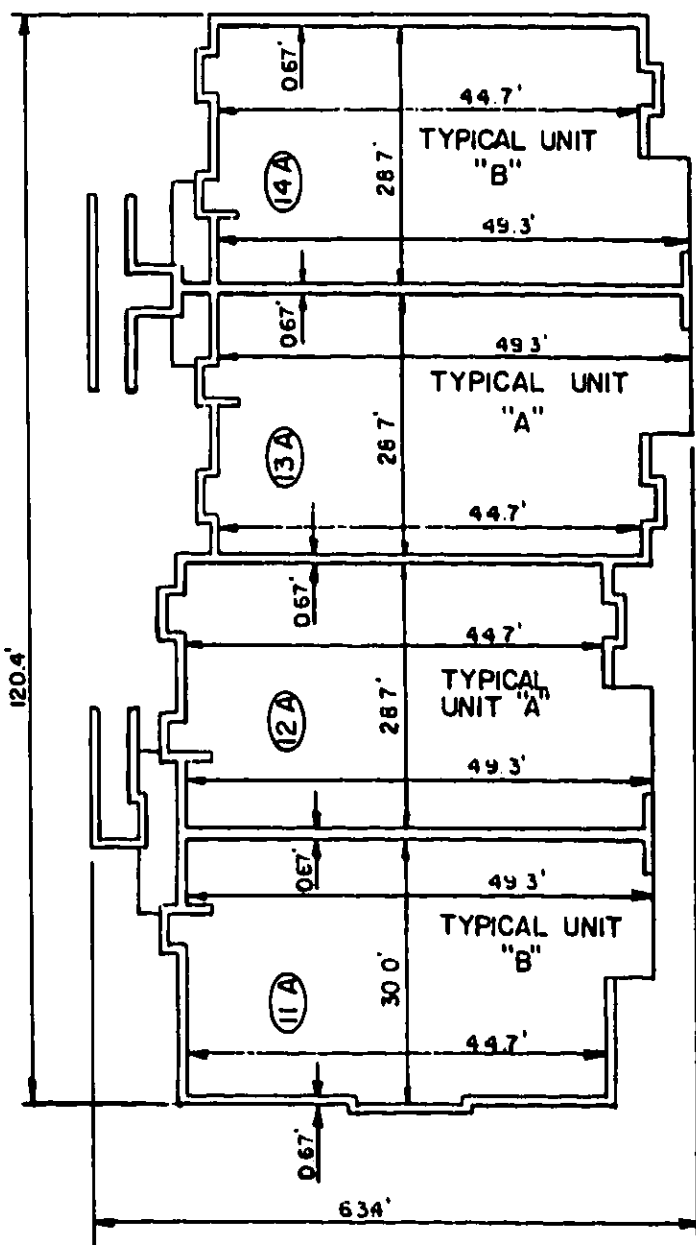 0.67'
44.7'
TYPICAL UNIT
"B"
14A
28.7'
49.3'
0.67'
49.3'
TYPICAL UNIT
"A"
13A
28.7'
44.7'
0.67'
120.4'
44.7'
TYPICAL
UNIT "A"
12A
28.7'
49.3'
0.67'
49.3'
TYPICAL UNIT
"B"
11A
30.0'
44.7'
0.67'
63.4'